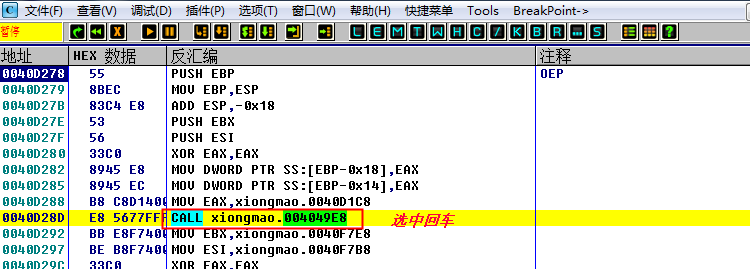 C 文件(F) 查看(V) 调试(D) 插件(P) 选项(T) 窗口(W) 帮助(H) 快捷菜单 Tools BreakPoint->
暂停 L E M T W H C / K B R ... S
地址 HEX 数据 反汇编 注释
0040D278 55 PUSH EBP OEP
0040D279 8BEC MOV EBP,ESP
0040D27B 83C4 E8 ADD ESP,-0x18
0040D27E 53 PUSH EBX
0040D27F 56 PUSH ESI
0040D280 33C0 XOR EAX,EAX
0040D282 8945 E8 MOV DWORD PTR SS:[EBP-0x18],EAX
0040D285 8945 EC MOV DWORD PTR SS:[EBP-0x14],EAX
0040D288 B8 C8D1400 MOV EAX,xiongmao.0040D1C8
0040D28D E8 5677FFF CALL xiongmao.004049E8 选中回车
0040D292 BB E8F7400 MOV EBX,xiongmao.0040F7E8
0040D297 BE B8F7400 MOV ESI,xiongmao.0040F7B8
0040D29C 33C0 XOR EAX,EAX